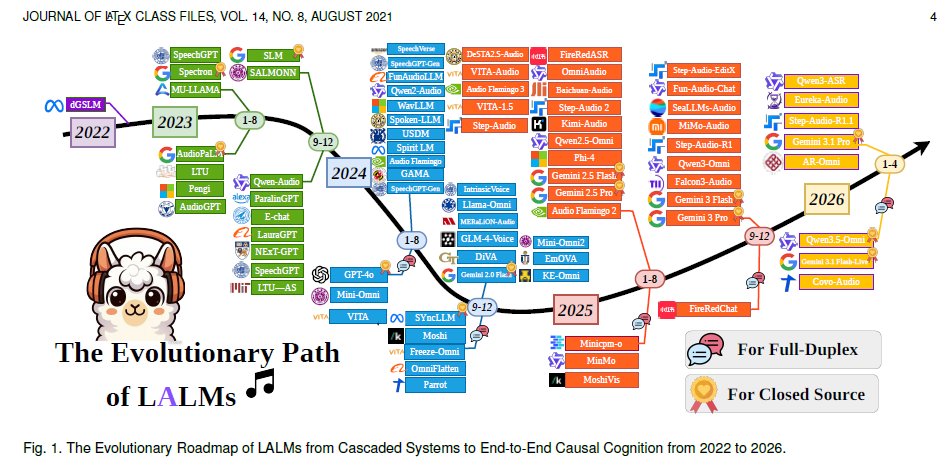 JOURNAL OF LATEX CLASS FILES, VOL. 14, NO. 8, AUGUST 2021
4
dGSLM
2022
SpeechGPT
Spectron
MU-LLAMA
SLM
SALMONN
2023
1-8
AudioPaLM
LTU
Pengi
AudioGPT
9-12
Qwen-Audio
ParalinGPT
E-chat
LauraGPT
NExT-GPT
SpeechGPT
LTU—AS
2024
SpeechVerse
SpeechGPT-Gen
FunAudioLLM
Qwen2-Audio
WavLLM
Spoken-LLM
USDM
Spirit LM
Audio Flamingo
GAMA
SpeechGPT-Gen
1-8
GPT-4o
Mini-Omni
VITA
IntrinsicVoice
Llama-Omni
MERaLiON-Audio
GLM-4-Voice
DiVA
Gemini 2.0 Flash
Mini-Omni2
EmOVA
KE-Omni
9-12
SyncLLM
Moshi
Freeze-Omni
OmniFlatten
Parrot
2025
DeSTA2.5-Audio
VITA-Audio
Audio Flamingo 3
VITA-1.5
Step-Audio
FireRedASR
OmniAudio
Baichuan-Audio
Step-Audio 2
Kimi-Audio
Qwen2.5-Omni
Phi-4
Gemini 2.5 Flash
Gemini 2.5 Pro
Audio Flamingo 2
1-8
Minicpm-o
MinMo
MoshiVis
Step-Audio-EditX
Fun-Audio-Chat
SeaLLMs-Audio
MiMo-Audio
Step-Audio-R1
Qwen3-Omni
Falcon3-Audio
Gemini 3 Flash
Gemini 3 Pro
9-12
FireRedChat
2026
Qwen3-ASR
Eureka-Audio
Step-Audio-R1.1
Gemini 3.1 Pro
AR-Omni
1-4
Qwen3.5-Omni
Gemini 3.1 Flash-Live
Covo-Audio
The Evolutionary Path
of LALMs
For Full-Duplex
For Closed Source
Fig. 1. The Evolutionary Roadmap of LALMs from Cascaded Systems to End-to-End Causal Cognition from 2022 to 2026.